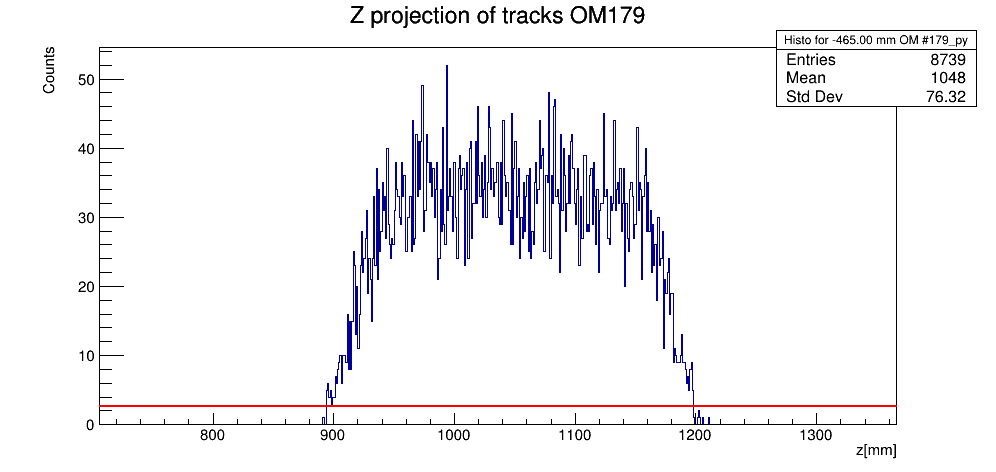 Z projection of tracks OM179
Histo for -465.00 mm OM #179_py
Entries 8739
Mean 1048
Std Dev 76.32
Counts
50
40
30
20
10
0
800 900 1000 1100 1200 1300
z[mm]